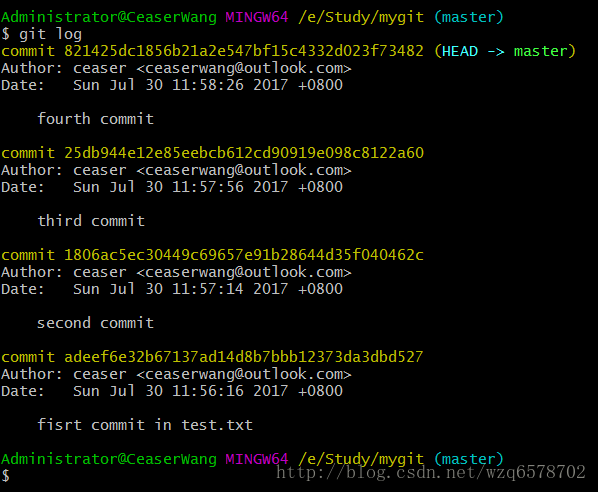 Administrator@CeaserWang MINGW64 /e/Study/mygit (master)
$ git log
commit 821425dc1856b21a2e547bf15c4332d023f73482 (HEAD -> master)
Author: ceaser <ceaserwang@outlook.com>
Date:   Sun Jul 30 11:58:26 2017 +0800
    fourth commit
commit 25db944e12e85eebcb612cd90919e098c8122a60
Author: ceaser <ceaserwang@outlook.com>
Date:   Sun Jul 30 11:57:56 2017 +0800
    third commit
commit 1806ac5ec30449c69657e91b28644d35f040462c
Author: ceaser <ceaserwang@outlook.com>
Date:   Sun Jul 30 11:57:14 2017 +0800
    second commit
commit adeef6e32b67137ad14d8b7bbb12373da3dbd527
Author: ceaser <ceaserwang@outlook.com>
Date:   Sun Jul 30 11:56:16 2017 +0800
    fisrt commit in test.txt
Administrator@CeaserWang MINGW64 /e/Study/mygit (master)
$
http://blog.csdn.net/wzq6578702